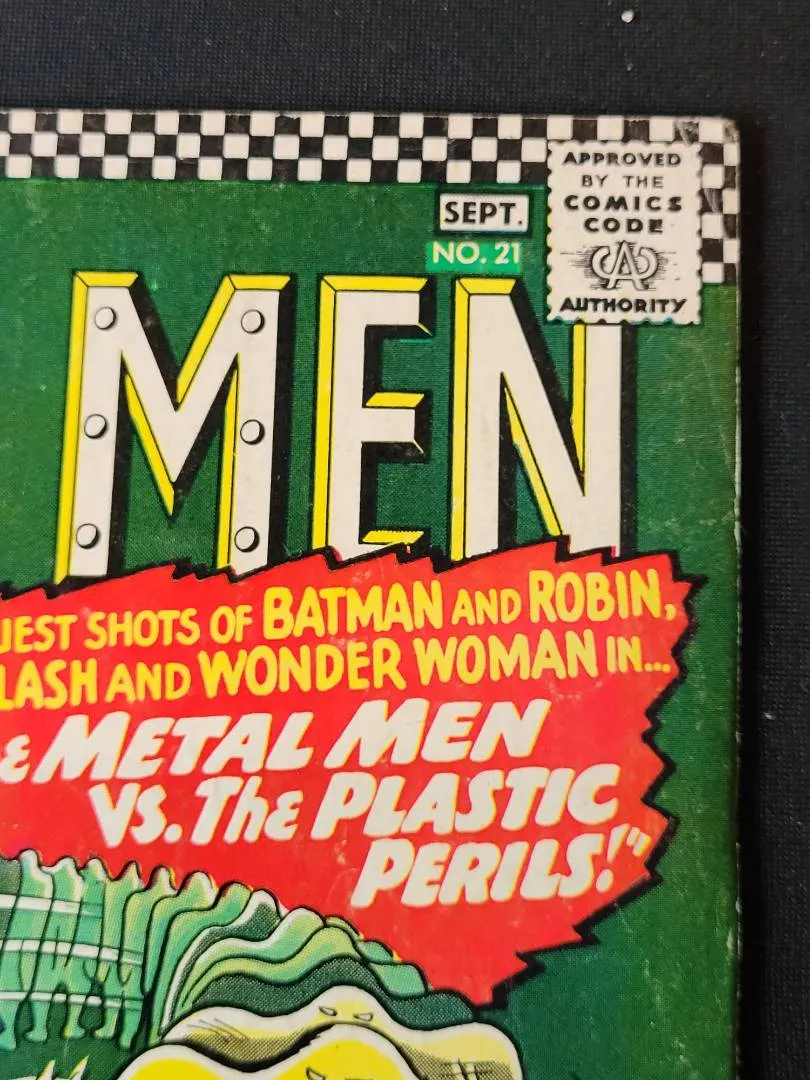 APPROVED
BY THE
COMICS
CODE
CA
AUTHORITY
SEPT.
NO. 21
MEN
UEST SHOTS OF BATMAN AND ROBIN,
LASH AND WONDER WOMAN IN...
E METAL MEN
VS. THE PLASTIC
PERILS!"